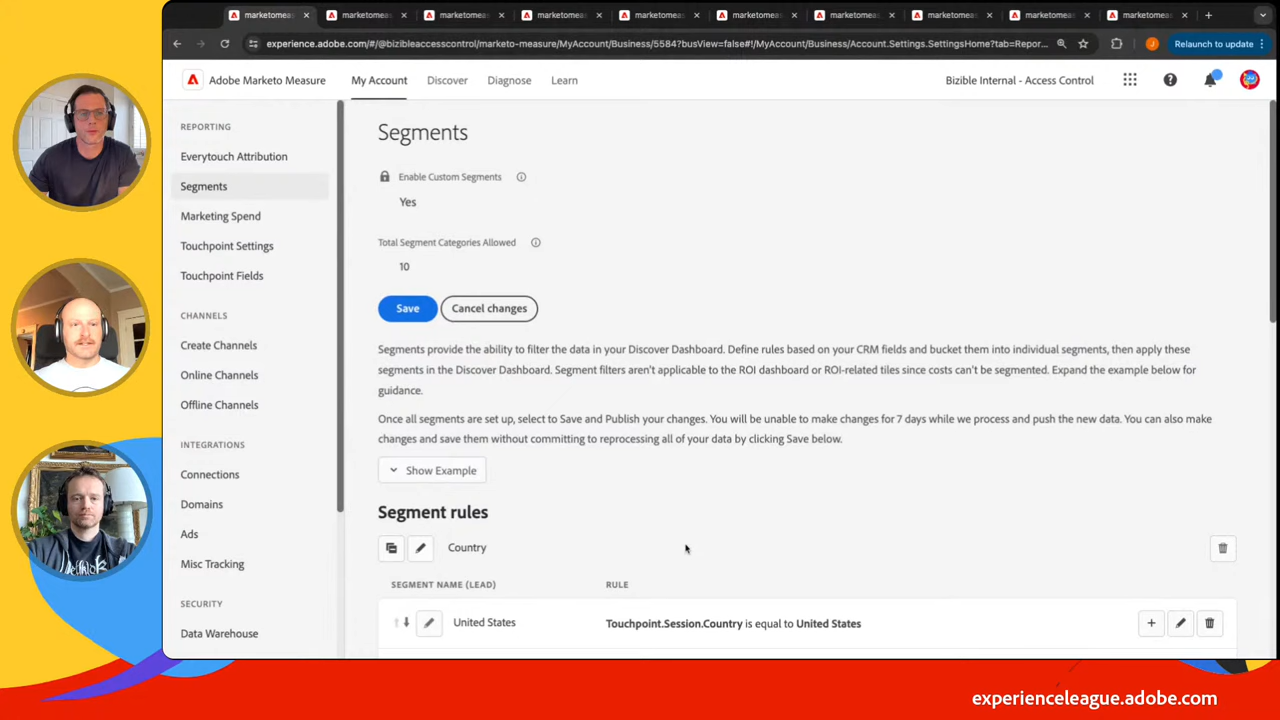 marketomeasu
marketomeasu
marketomeasu
marketomeasu
marketomeasu
marketomeasu
marketomeasu
marketomeasu
marketomeasu
marketomeasu
experience.adobe.com/#/@bizibleaccesscontrol/marketo-measure/MyAccount/Business/5584?busView=false#!/MyAccount/Business/Account.Settings.SettingsHome?tab=Repor...
J
Relaunch to update
Adobe Marketo Measure
My Account
Discover
Diagnose
Learn
Bizible Internal - Access Control
REPORTING
Everytouch Attribution
Segments
Marketing Spend
Touchpoint Settings
Touchpoint Fields
CHANNELS
Create Channels
Online Channels
Offline Channels
INTEGRATIONS
Connections
Domains
Ads
Misc Tracking
SECURITY
Data Warehouse
Segments
Enable Custom Segments
Yes
Total Segment Categories Allowed
10
Save
Cancel changes
Segments provide the ability to filter the data in your Discover Dashboard. Define rules based on your CRM fields and bucket them into individual segments, then apply these
segments in the Discover Dashboard. Segment filters aren't applicable to the ROI dashboard or ROI-related tiles since costs can't be segmented. Expand the example below for
guidance.
Once all segments are set up, select to Save and Publish your changes. You will be unable to make changes for 7 days while we process and push the new data. You can also make
changes and save them without committing to reprocessing all of your data by clicking Save below.
Show Example
Segment rules
Country
SEGMENT NAME (LEAD)
RULE
United States
Touchpoint.Session.Country is equal to United States
experienceleague.adobe.com